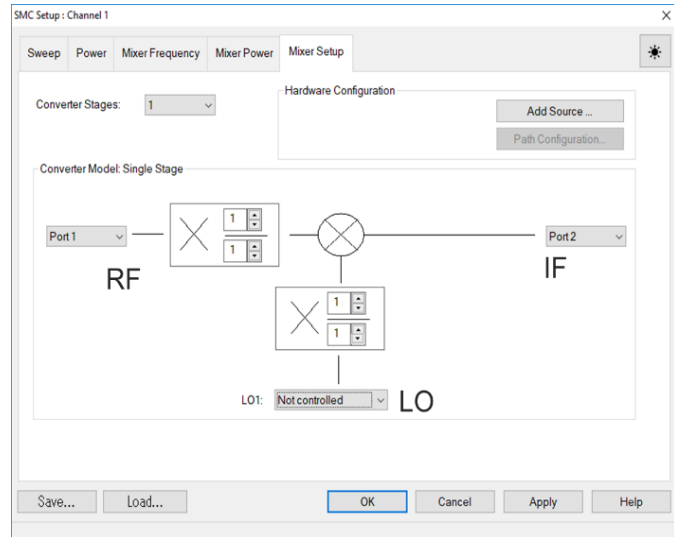 SMC Setup : Channel 1
Sweep Power Mixer Frequency Mixer Power Mixer Setup
Hardware Configuration
Converter Stages: 1
Add Source ...
Path Configuration...
Converter Model: Single Stage
1
Port 1 Port 2
1
RF IF
1
1
LO1: Not controlled LO
Save... Load... OK Cancel Apply Help